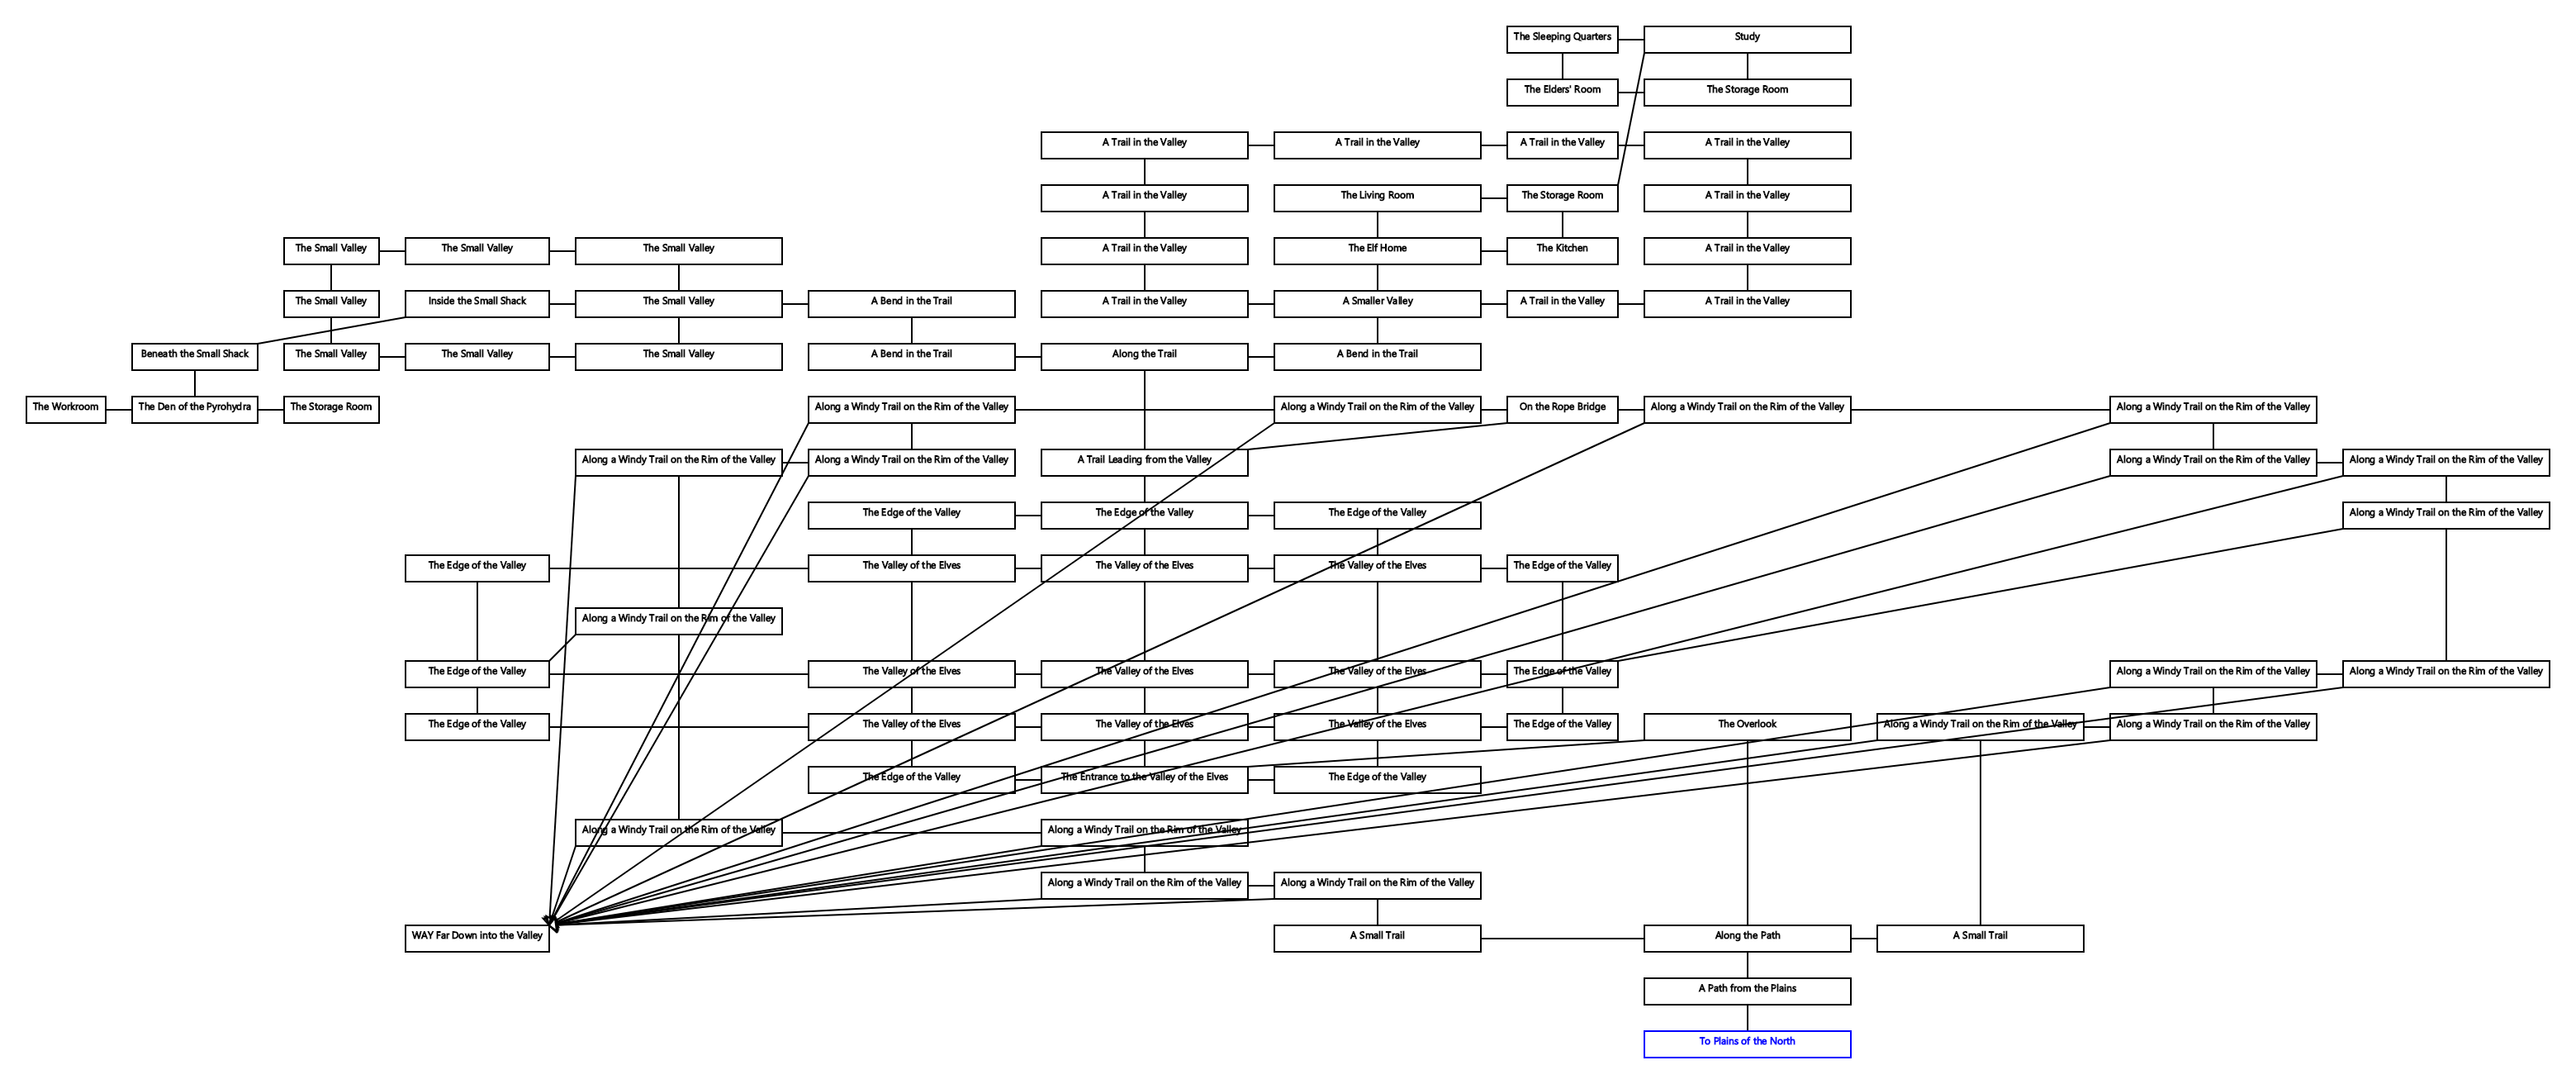 The Sleeping Quarters
Study
The Elders' Room
The Storage Room
A Trail in the Valley
A Trail in the Valley
A Trail in the Valley
A Trail in the Valley
A Trail in the Valley
The Living Room
The Storage Room
A Trail in the Valley
The Small Valley
The Small Valley
The Small Valley
A Trail in the Valley
The Elf Home
The Kitchen
A Trail in the Valley
The Small Valley
Inside the Small Shack
The Small Valley
A Bend in the Trail
A Trail in the Valley
A Smaller Valley
A Trail in the Valley
A Trail in the Valley
Beneath the Small Shack
The Small Valley
The Small Valley
The Small Valley
A Bend in the Trail
Along the Trail
A Bend in the Trail
The Workroom
The Den of the Pyrohydra
The Storage Room
Along a Windy Trail on the Rim of the Valley
Along a Windy Trail on the Rim of the Valley
On the Rope Bridge
Along a Windy Trail on the Rim of the Valley
Along a Windy Trail on the Rim of the Valley
Along a Windy Trail on the Rim of the Valley
Along a Windy Trail on the Rim of the Valley
A Trail Leading from the Valley
Along a Windy Trail on the Rim of the Valley
Along a Windy Trail on the Rim of the Valley
The Edge of the Valley
The Edge of the Valley
The Edge of the Valley
Along a Windy Trail on the Rim of the Valley
The Edge of the Valley
The Valley of the Elves
The Valley of the Elves
The Valley of the Elves
The Edge of the Valley
Along a Windy Trail on the Rim of the Valley
The Edge of the Valley
The Valley of the Elves
The Valley of the Elves
The Valley of the Elves
The Edge of the Valley
Along a Windy Trail on the Rim of the Valley
Along a Windy Trail on the Rim of the Valley
The Edge of the Valley
The Valley of the Elves
The Valley of the Elves
The Valley of the Elves
The Edge of the Valley
The Overlook
Along a Windy Trail on the Rim of the Valley
Along a Windy Trail on the Rim of the Valley
The Edge of the Valley
The Entrance to the Valley of the Elves
The Edge of the Valley
Along a Windy Trail on the Rim of the Valley
Along a Windy Trail on the Rim of the Valley
Along a Windy Trail on the Rim of the Valley
Along a Windy Trail on the Rim of the Valley
WAY Far Down into the Valley
A Small Trail
Along the Path
A Small Trail
A Path from the Plains
To Plains of the North